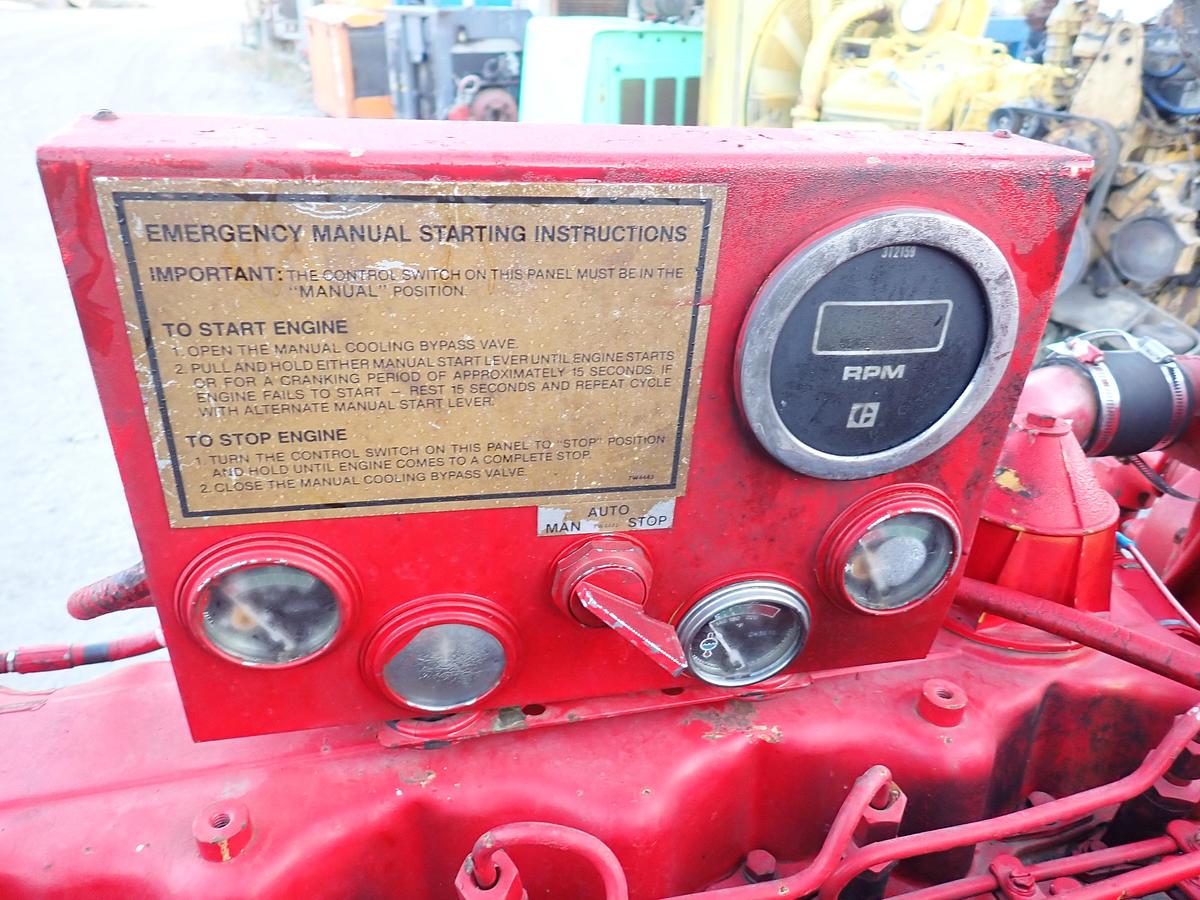 EMERGENCY MANUAL STARTING INSTRUCTIONS
IMPORTANT: THE CONTROL SWITCH ON THIS PANEL MUST BE IN THE
"MANUAL" POSITION.
TO START ENGINE
1. OPEN THE MANUAL COOLING BYPASS VAVE.
2. PULL AND HOLD EITHER MANUAL START LEVER UNTIL ENGINE STARTS
OR FOR A CRANKING PERIOD OF APPROXIMATELY 15 SECONDS. IF
ENGINE FAILS TO START – REST 15 SECONDS AND REPEAT CYCLE
WITH ALTERNATE MANUAL START LEVER.
TO STOP ENGINE
1. TURN THE CONTROL SWITCH ON THIS PANEL TO "STOP" POSITION
AND HOLD UNTIL ENGINE COMES TO A COMPLETE STOP.
2. CLOSE THE MANUAL COOLING BYPASS VALVE.
7W4443
3T2159
RPM
AUTO
MAN STOP